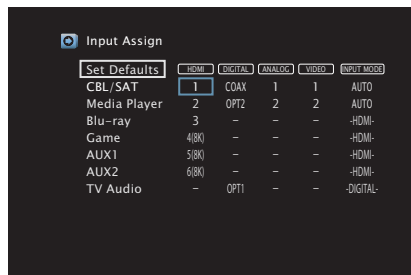 Input Assign
Set Defaults HDMI DIGITAL ANALOG VIDEO INPUT MODE
CBL/SAT 1 COAX 1 1 AUTO
Media Player 2 OPT2 2 2 AUTO
Blu-ray 3 – – – -HDMI-
Game 4(8K) – – – -HDMI-
AUX1 5(8K) – – – -HDMI-
AUX2 6(8K) – – – -HDMI-
TV Audio – OPT1 – – -DIGITAL-